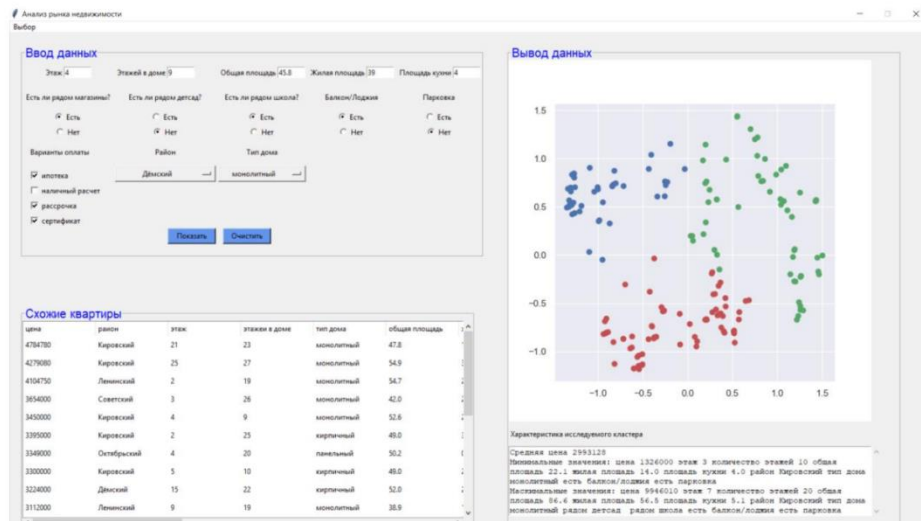 Анализ рынка недвижимости
Выбор
Ввод данных
Этаж 4 Этажей в доме 9 Общая площадь 45.8 Жилая площадь 39 Площадь кухни 4
Есть ли рядом магазины? Есть ли рядом детсад? Есть ли рядом школа? Балкон/Лоджия Парковка
Есть Есть Есть Есть Есть
Нет Нет Нет Нет Нет
Варианты оплаты Район Тип дома
ипотека Дёмский монолитный
наличный расчет
рассрочка
сертификат
Показать Очистить
Схожие квартиры
цена район этаж этажей в доме тип дома общая площадь
4784780 Кировский 21 23 монолитный 47.8
4279080 Кировский 25 27 монолитный 54.9
4104750 Ленинский 2 19 монолитный 54.7
3654000 Советский 3 26 монолитный 42.0
3450000 Кировский 4 9 монолитный 52.6
3395000 Кировский 2 25 кирпичный 49.0
3349000 Октябрьский 4 20 панельный 50.2
3300000 Кировский 5 10 кирпичный 49.0
3224000 Дёмский 15 22 кирпичный 52.0
3112000 Ленинский 9 19 монолитный 38.9
Вывод данных
1.5
1.0
0.5
0.0
−0.5
−1.0
−1.0 −0.5 0.0 0.5 1.0 1.5
Характеристика исследуемого кластера
Средняя цена 2993128
Минимальные значения: цена 1326000 этаж 3 количество этажей 10 общая
площадь 22.1 жилая площадь 14.0 площадь кухни 4.0 район Кировский тип дома
монолитный есть балкон/лоджия есть парковка
Максимальные значения: цена 9946010 этаж 7 количество этажей 20 общая
площадь 86.6 жилая площадь 56.5 площадь кухни 5.1 район Кировский тип дома
монолитный рядом детсад рядом школа есть балкон/лоджия есть парковка